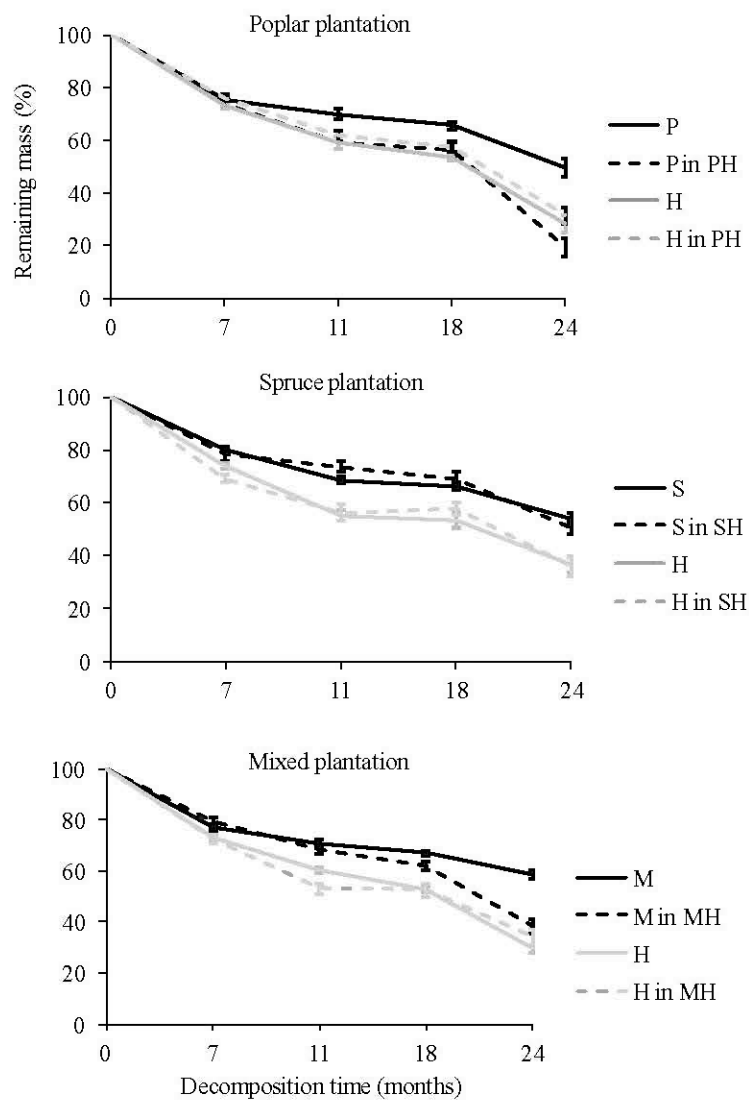 Poplar plantation
100
80
60
40
20
0
0 7 11 18 24
P
P in PH
H
H in PH
Remaining mass (%)
Spruce plantation
100
80
60
40
20
0
0 7 11 18 24
S
S in SH
H
H in SH
Mixed plantation
100
80
60
40
20
0
0 7 11 18 24
M
M in MH
H
H in MH
Decomposition time (months)